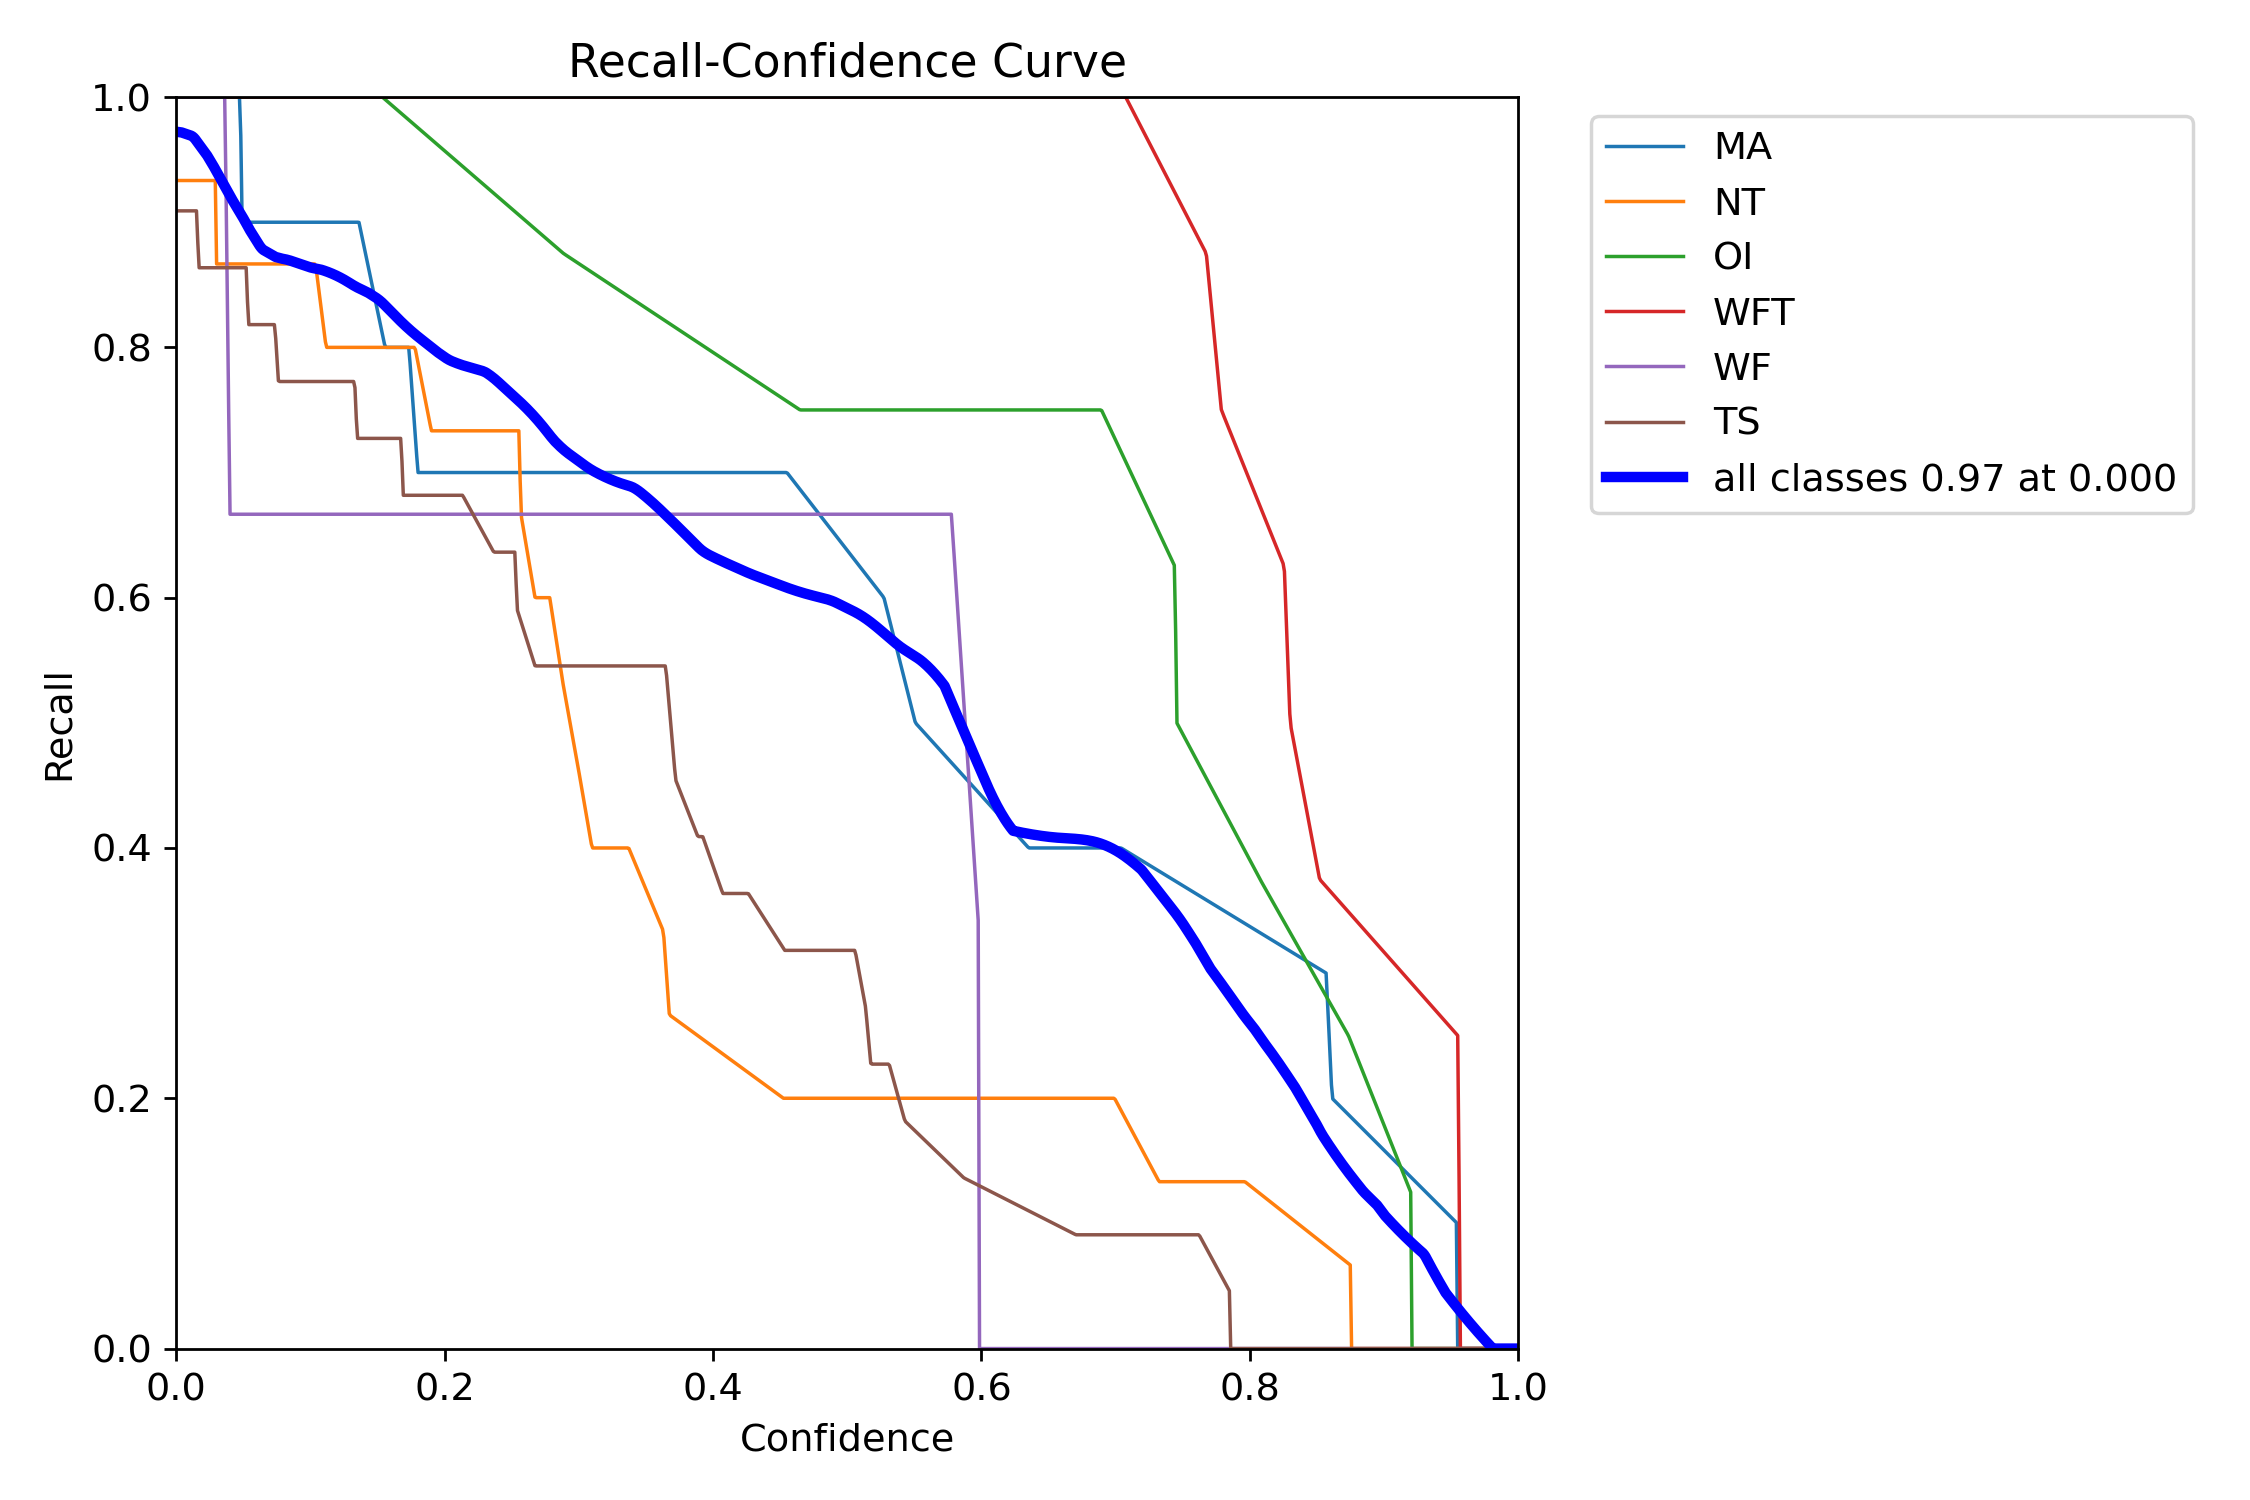 Recall-Confidence Curve
1.0
0.8
0.6
0.4
0.2
0.0
Recall
0.0 0.2 0.4 0.6 0.8 1.0
Confidence
MA
NT
OI
WFT
WF
TS
all classes 0.97 at 0.000